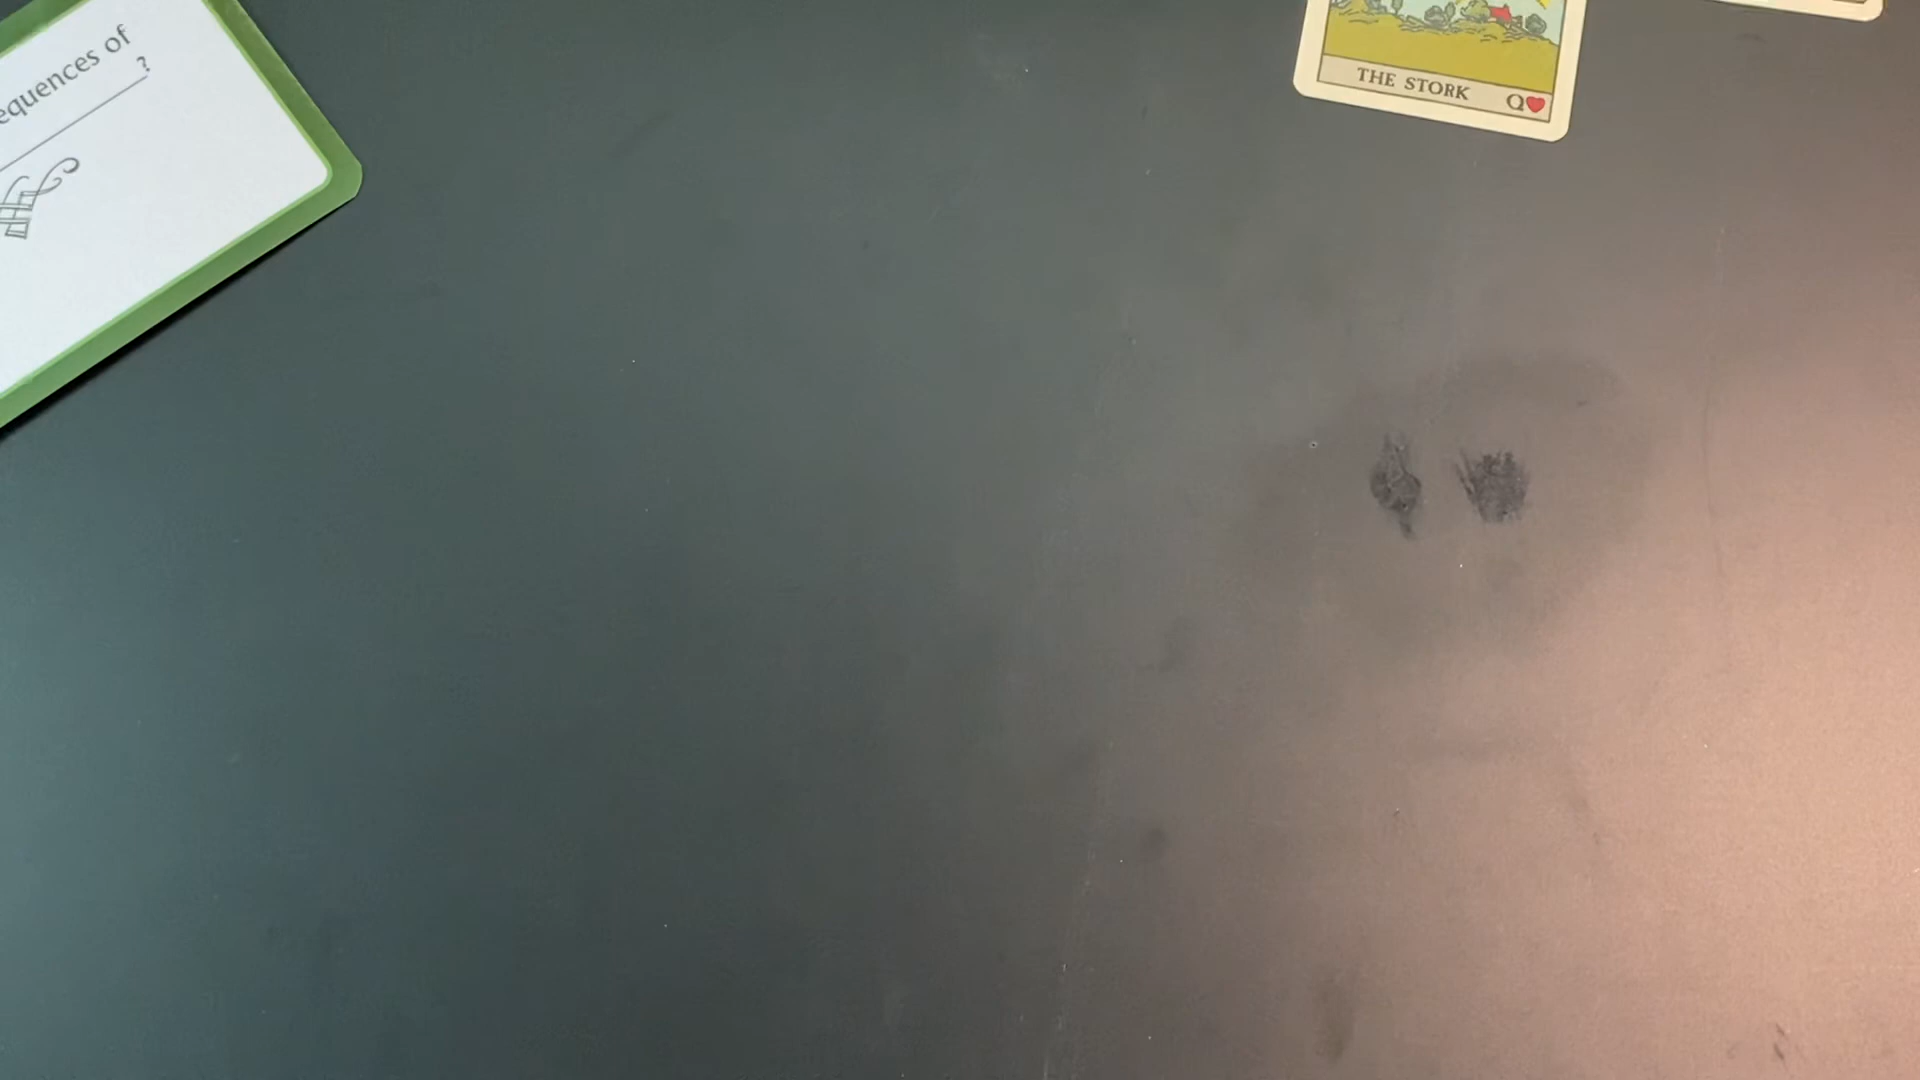 equences of
?
THE STORK Q